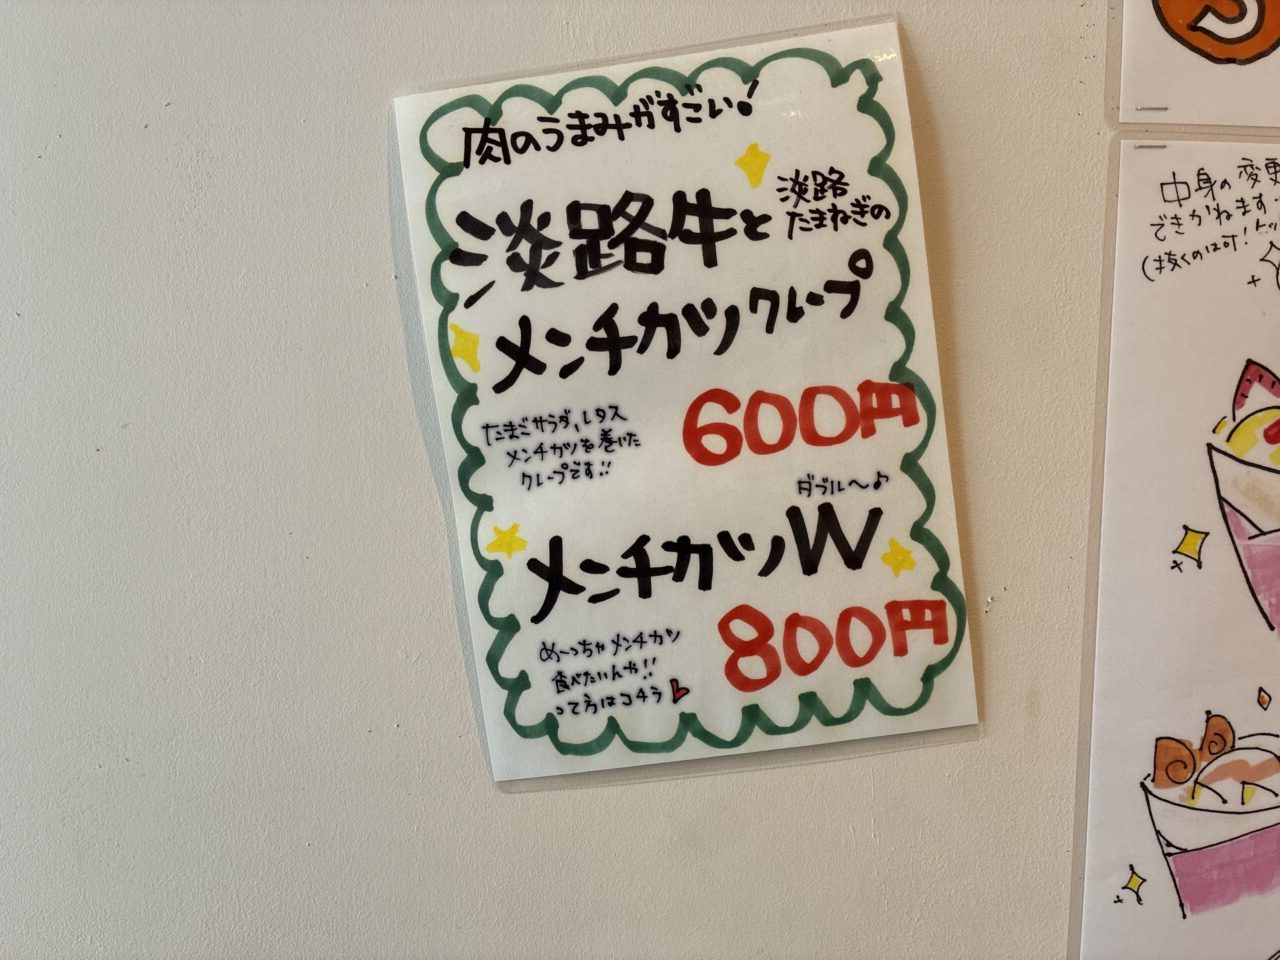 肉のうまみがすごい!
淡路牛と
淡路
たまねぎの
メンチカツクレープ
600円
たまごサラダ、レタス
メンチカツを巻いた
クレープです!!
ダブル〜♪
メンチカツW
800円
め〜っちゃメンチカツ
食べたいんや!!
って方はコチラ
中身の変更
できかねます
(抜くのは可!